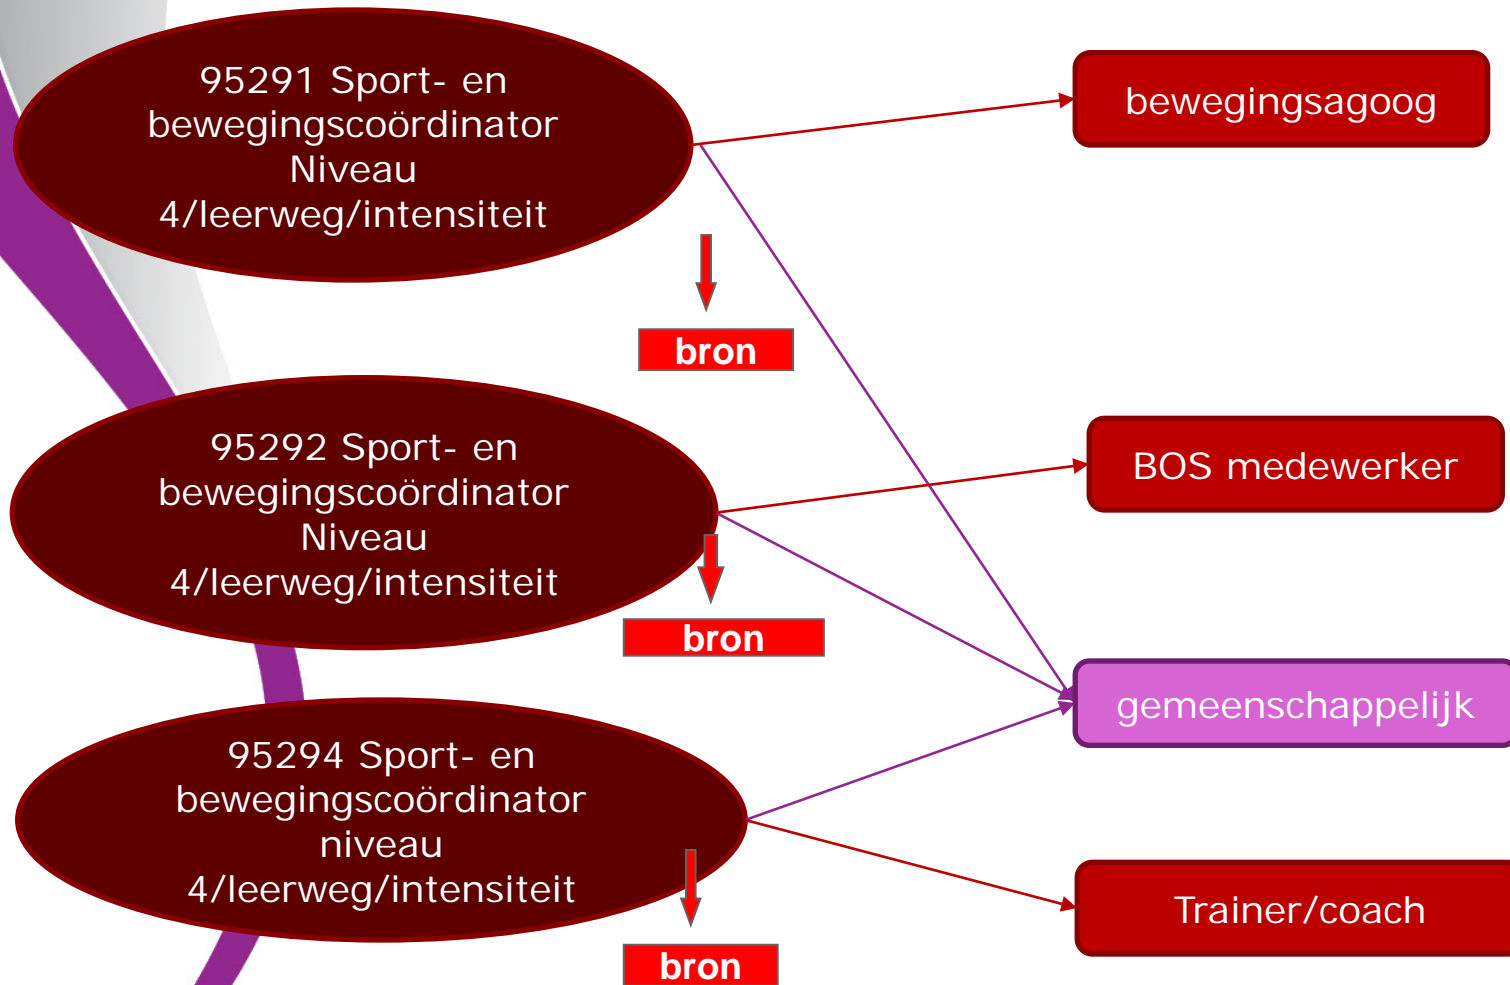 95291 Sport- en
bewegingscoördinator
Niveau
4/leerweg/intensiteit
bewegingsagoog
bron
95292 Sport- en
bewegingscoördinator
Niveau
4/leerweg/intensiteit
BOS medewerker
bron
gemeenschappelijk
95294 Sport- en
bewegingscoördinator
niveau
4/leerweg/intensiteit
Trainer/coach
bron